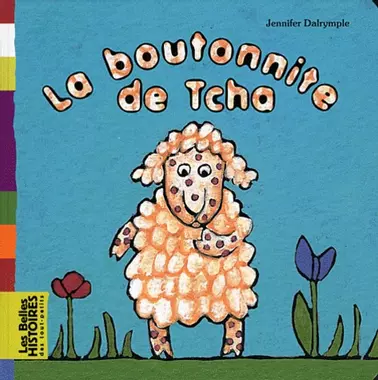 Jennifer Dalrymple
La boutonnite
de Tcha
Les Belles
HISTOIRES
des tout-petits